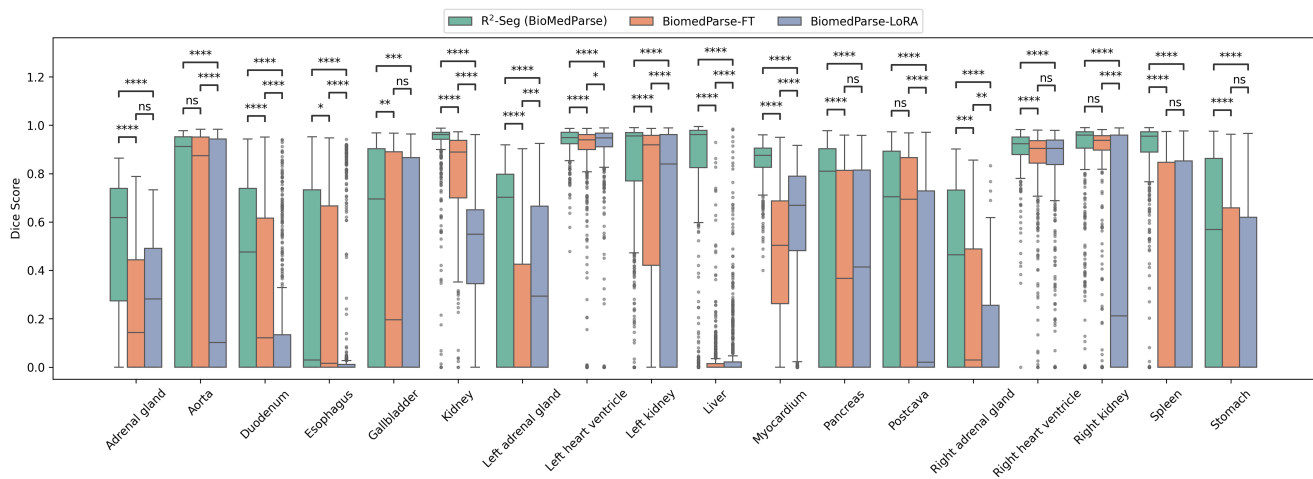 R²-Seg (BioMedParse) BiomedParse-FT BiomedParse-LoRA
Dice Score
1.2
1.0
0.8
0.6
0.4
0.2
0.0
**** **** ns
ns **** ****
**** **** ****
* **** ****
** *** ns
**** **** ****
**** **** ***
**** **** *
**** **** ****
**** **** ****
**** **** ****
**** **** ns
ns **** ****
*** **** **
**** **** ns
ns **** ****
**** **** ns
**** **** ns
Adrenal gland
Aorta
Duodenum
Esophagus
Gallbladder
Kidney
Left adrenal gland
Left heart ventricle
Left kidney
Liver
Myocardium
Pancreas
Postcava
Right adrenal gland
Right heart ventricle
Right kidney
Spleen
Stomach